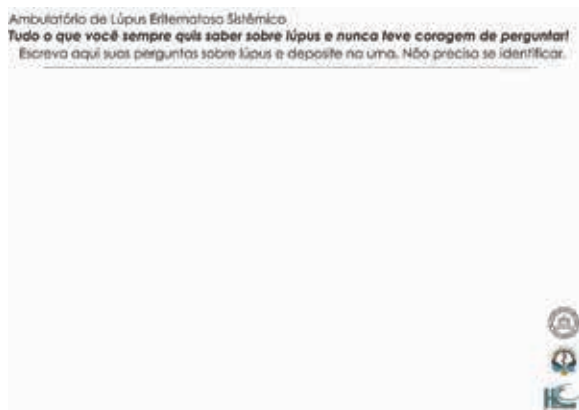 Ambulatório de Lúpus Eritematoso Sistêmico
Tudo o que você sempre quis saber sobre lúpus e nunca teve coragem de perguntar!
Escreva aqui suas perguntas sobre lúpus e deposite na urna. Não precisa se identificar.
HC